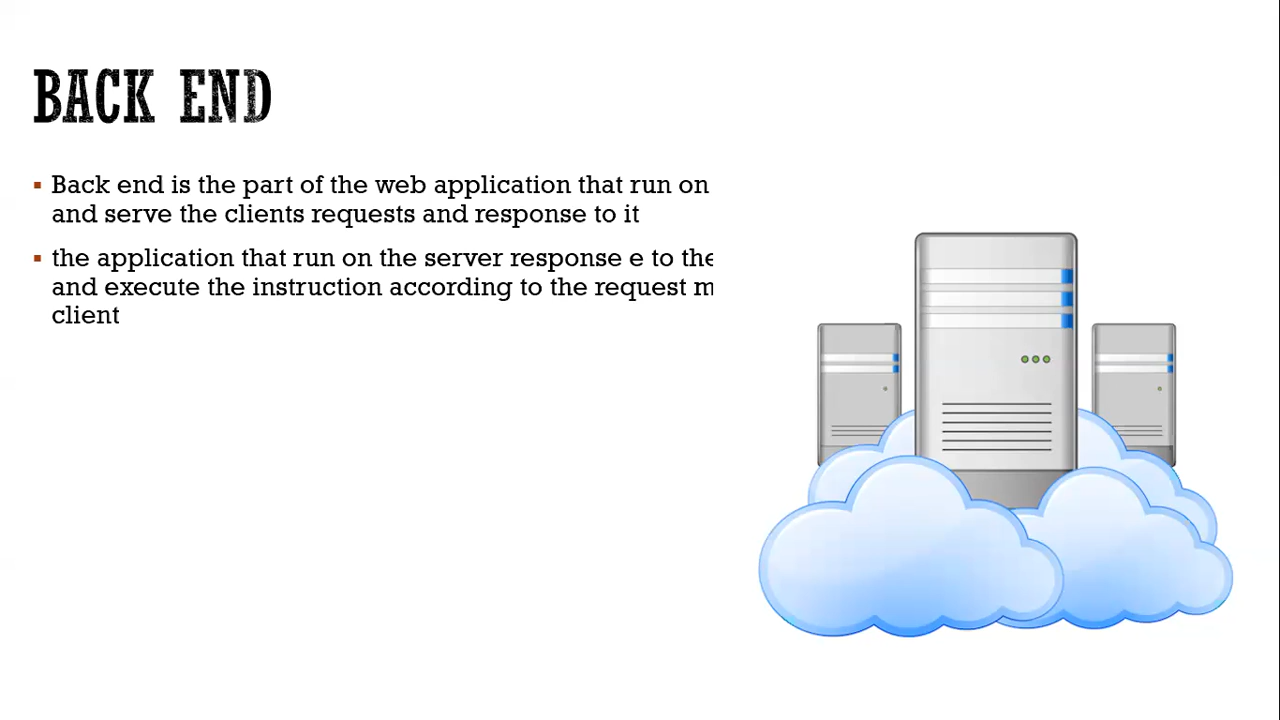 BACK END
Back end is the part of the web application that run on
and serve the clients requests and response to it
the application that run on the server response e to the
and execute the instruction according to the request m
client